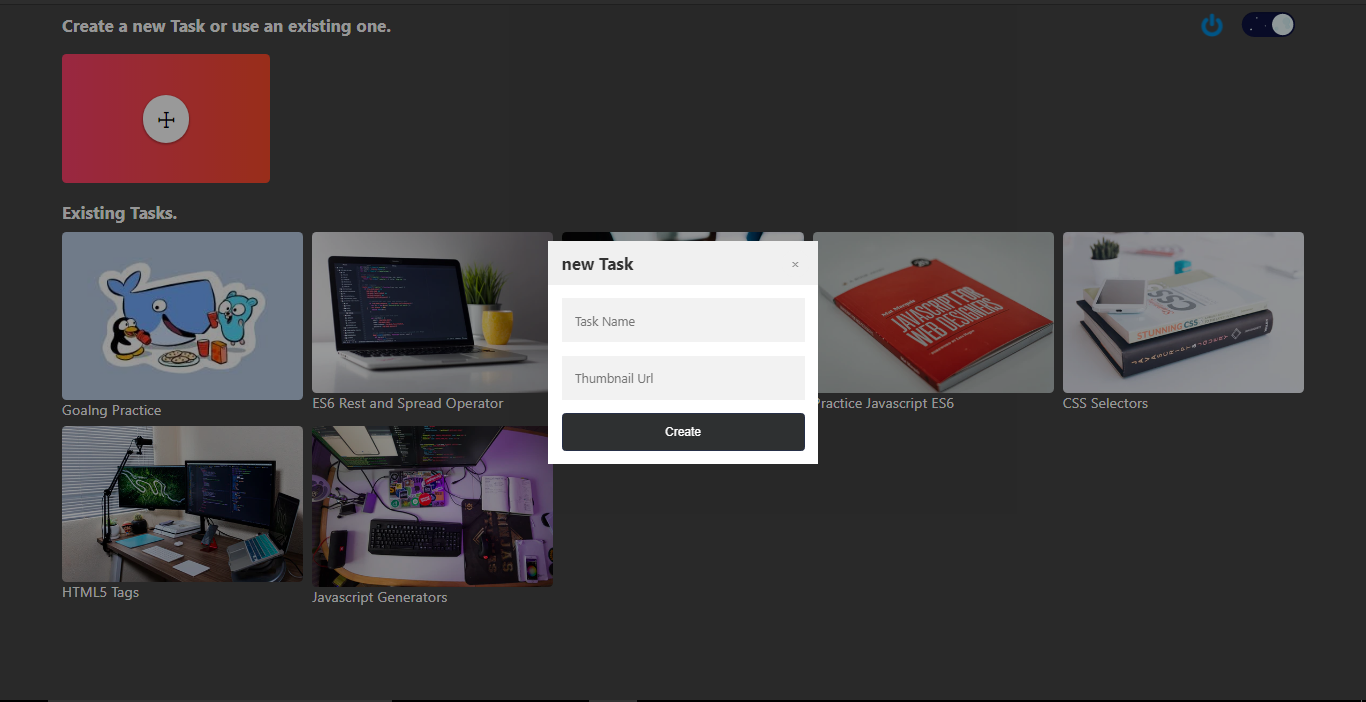 Create a new Task or use an existing one.
Existing Tasks.
new Task
×
Task Name
Thumbnail Url
Create
JAVASCRIPT FOR
WEB DESIGNERS
STUNNING CSS
JAVASCRIPT & JQUERY
Goalng Practice
ES6 Rest and Spread Operator
Practice Javascript ES6
CSS Selectors
HTML5 Tags
Javascript Generators